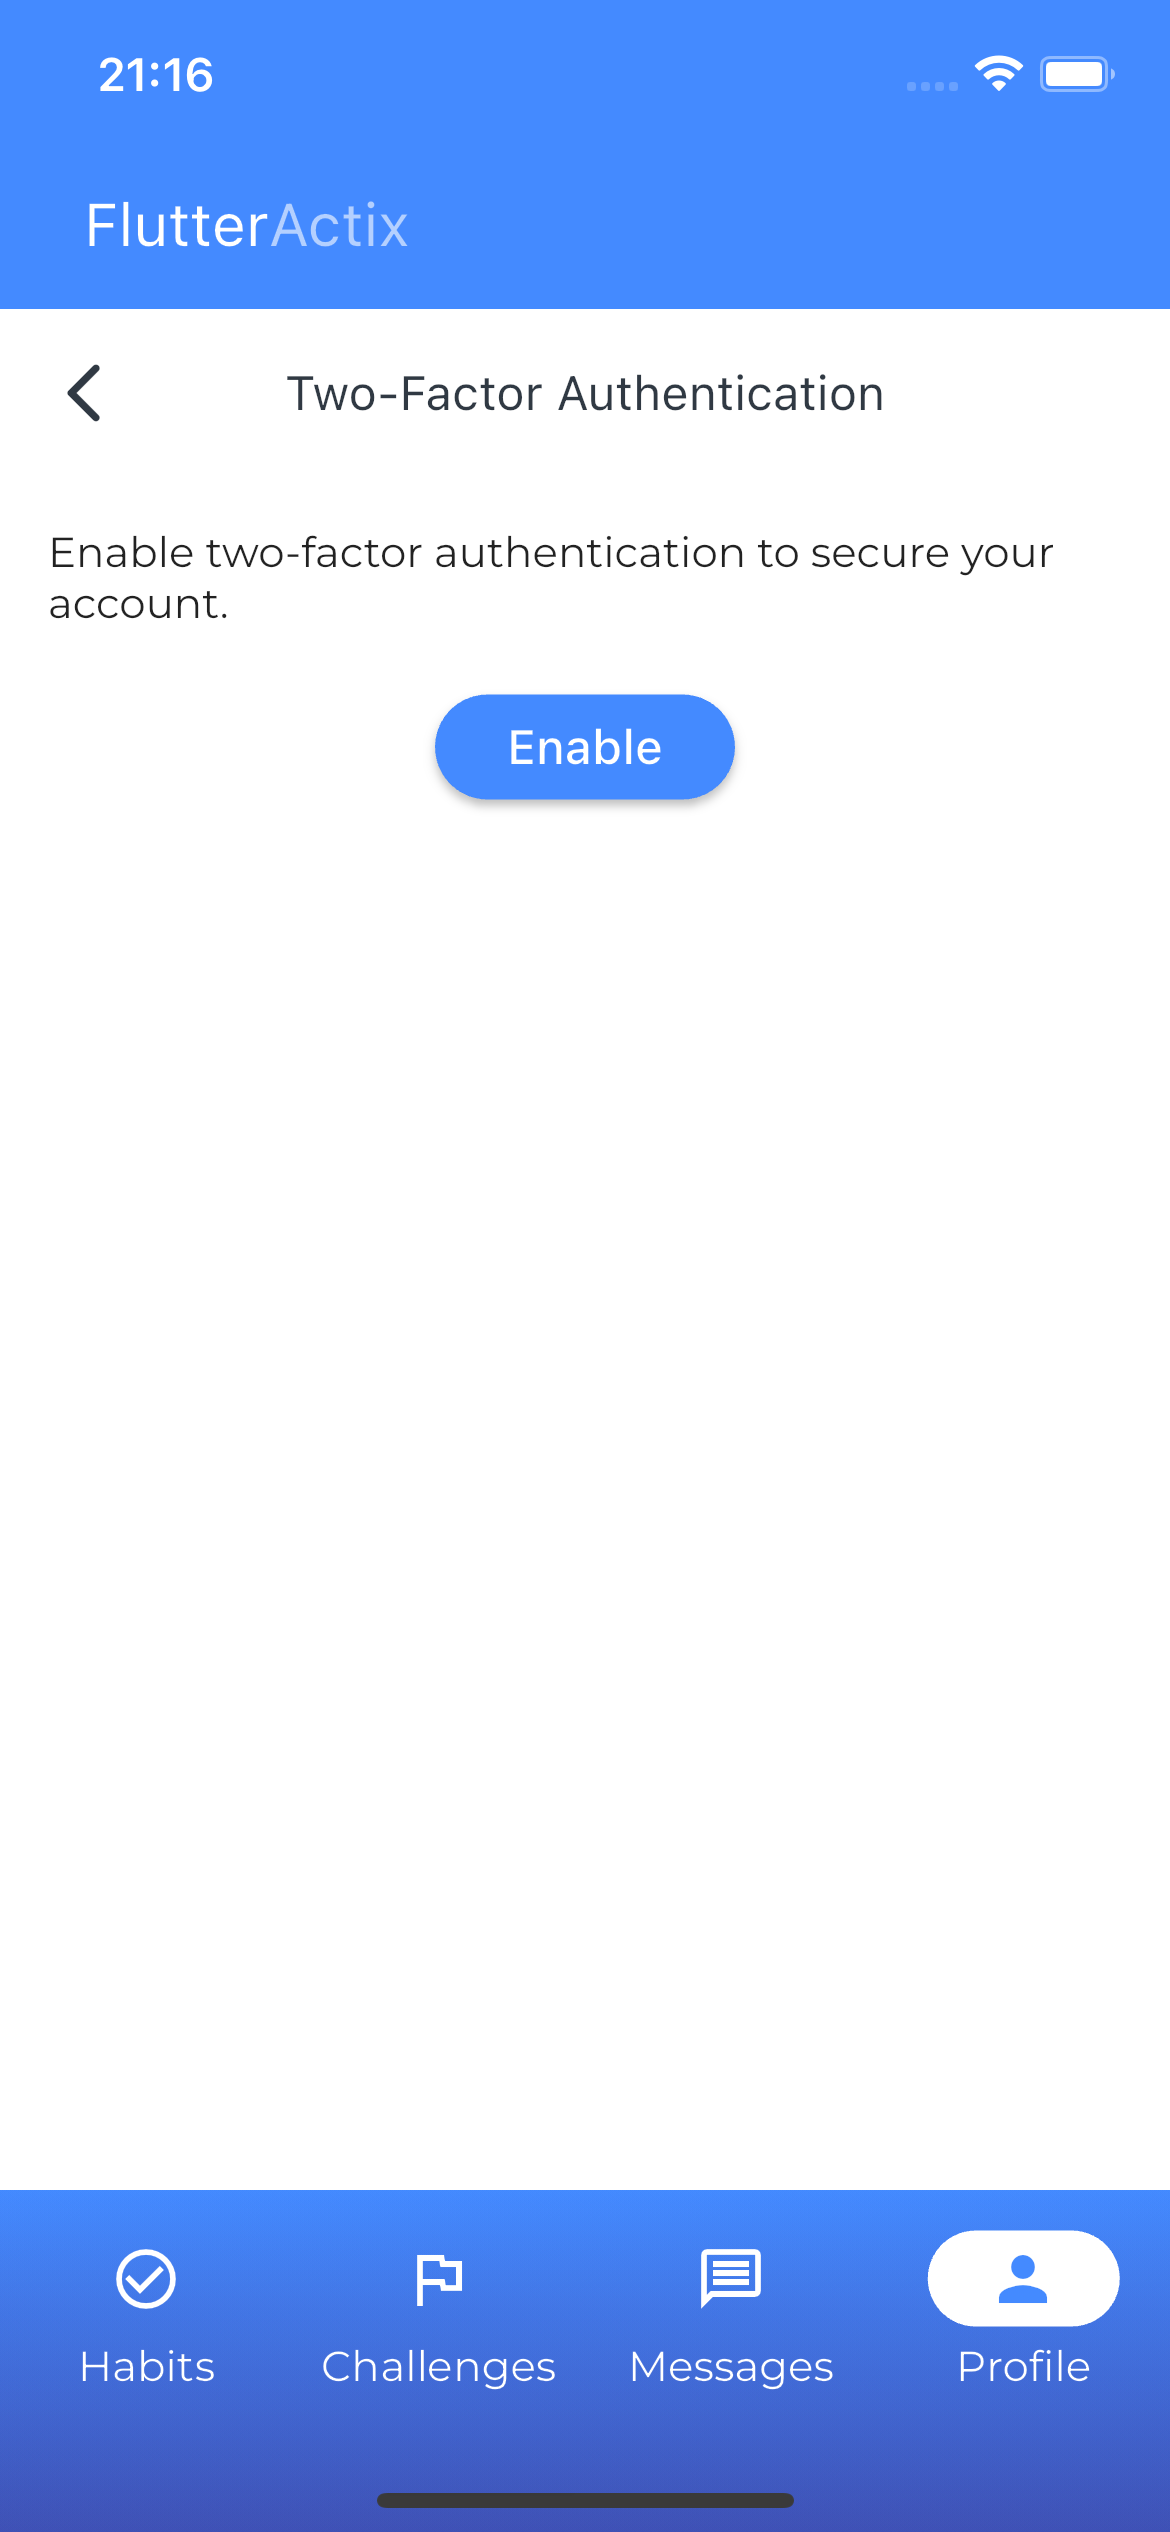 21:16
FlutterActix
Two-Factor Authentication
Enable two-factor authentication to secure your
account.
Enable
Habits
Challenges
Messages
Profile